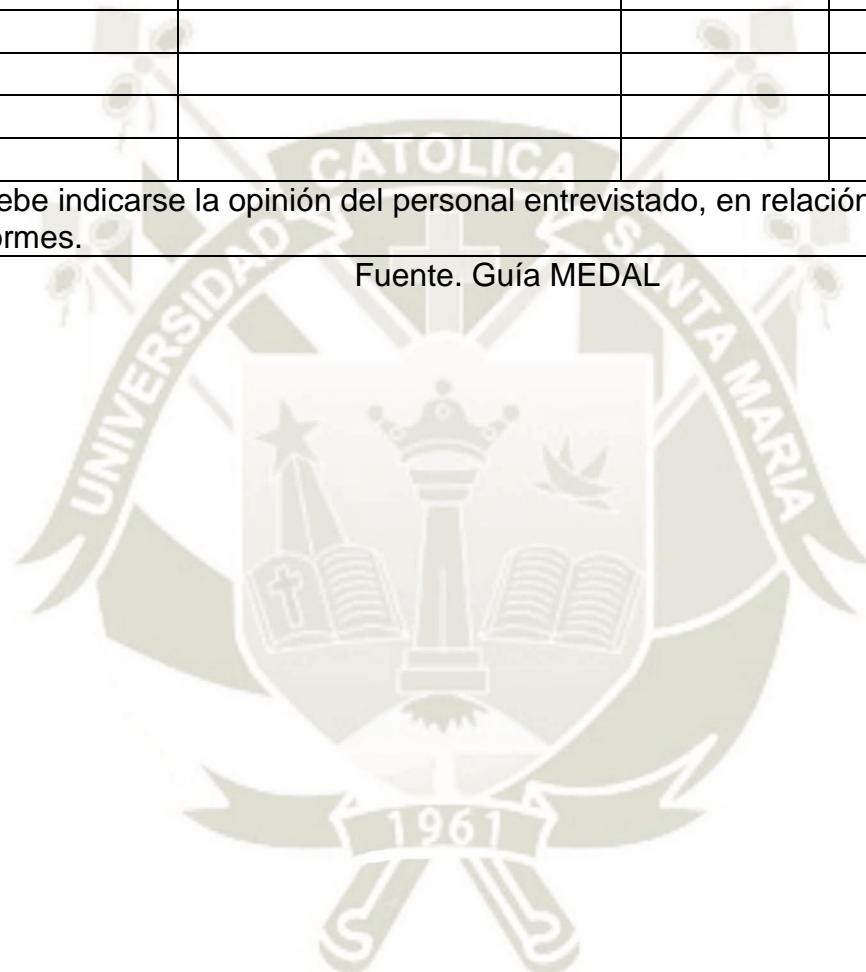 ebe indicarse la opinión del personal entrevistado, en relación
ormes.
Fuente. Guía MEDAL
UNIVERSIDAD CATOLICA SANTA MARIA
1961